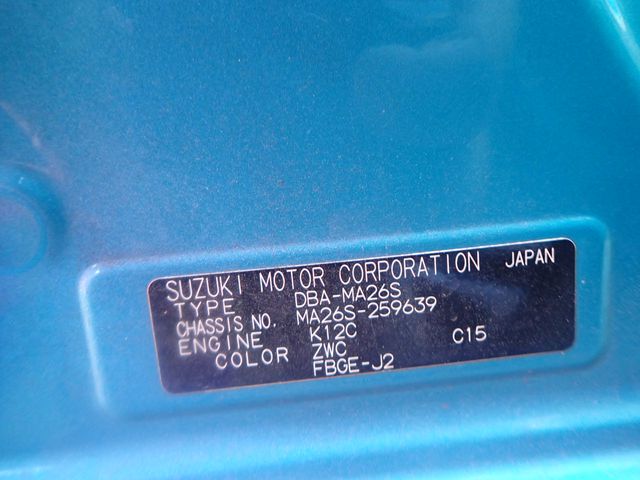 SUZUKI MOTOR CORPORATION JAPAN
TYPE DBA-MA26S
CHASSIS NO. MA26S-259639
ENGINE K12C C15
COLOR ZWC
FBGE-J2